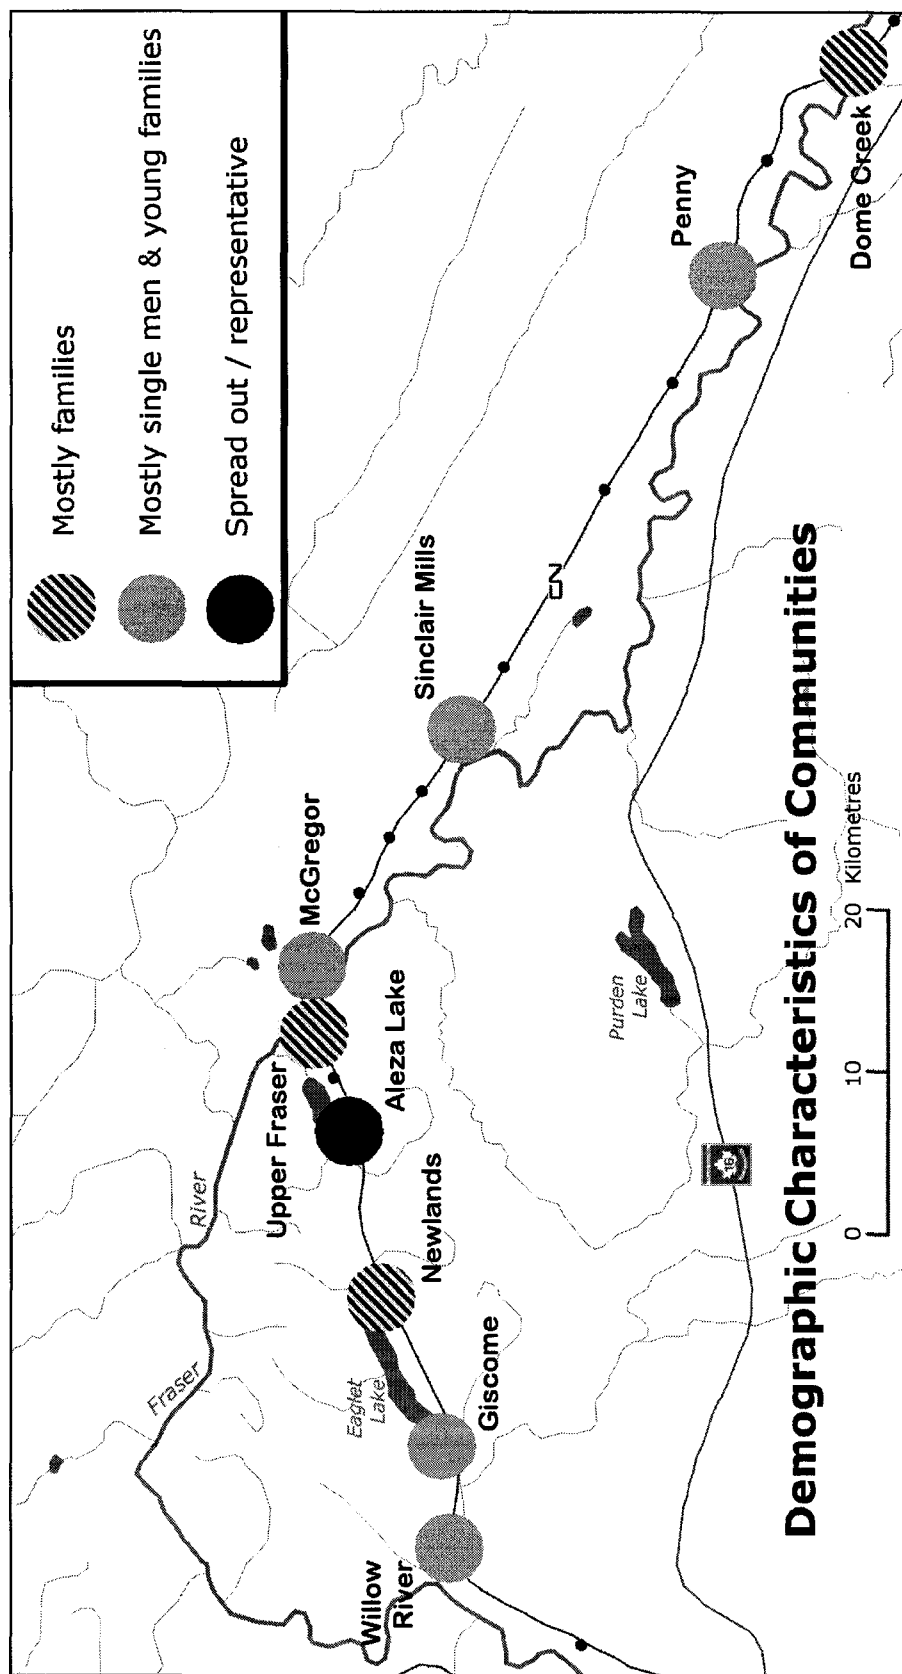 Mostly families
Mostly single men & young families
Spread out / representative
Fraser
River
Willow
River
Giscome
Eaglet
Lake
Newlands
Upper Fraser
Aleza Lake
McGregor
Sinclair Mills
CN
Penny
Dome Creek
Purden
Lake
16
Demographic Characteristics of Communities
0
10
20
Kilometres